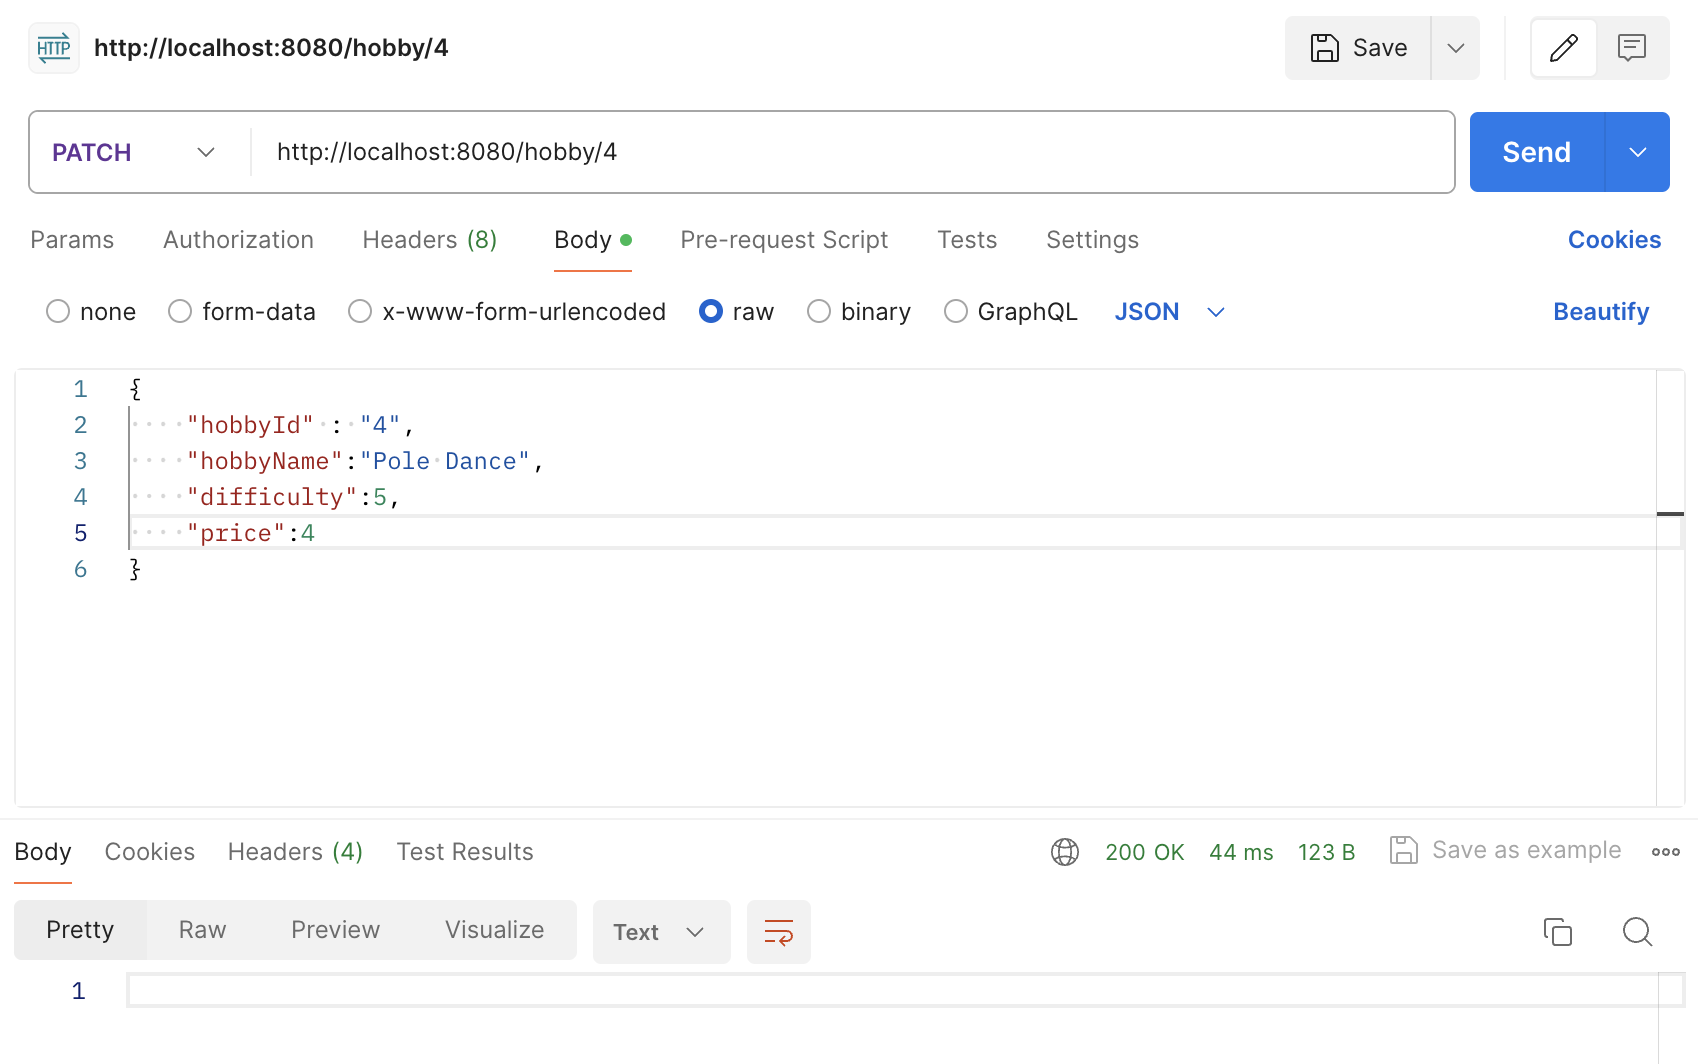 HTTP http://localhost:8080/hobby/4 Save
PATCH http://localhost:8080/hobby/4 Send
Params Authorization Headers (8) Body Pre-request Script Tests Settings Cookies
none form-data x-www-form-urlencoded raw binary GraphQL JSON Beautify
1 {
2 "hobbyId" : "4",
3 "hobbyName":"Pole Dance",
4 "difficulty":5,
5 "price":4
6 }
Body Cookies Headers (4) Test Results 200 OK 44 ms 123 B Save as example
Pretty Raw Preview Visualize Text
1